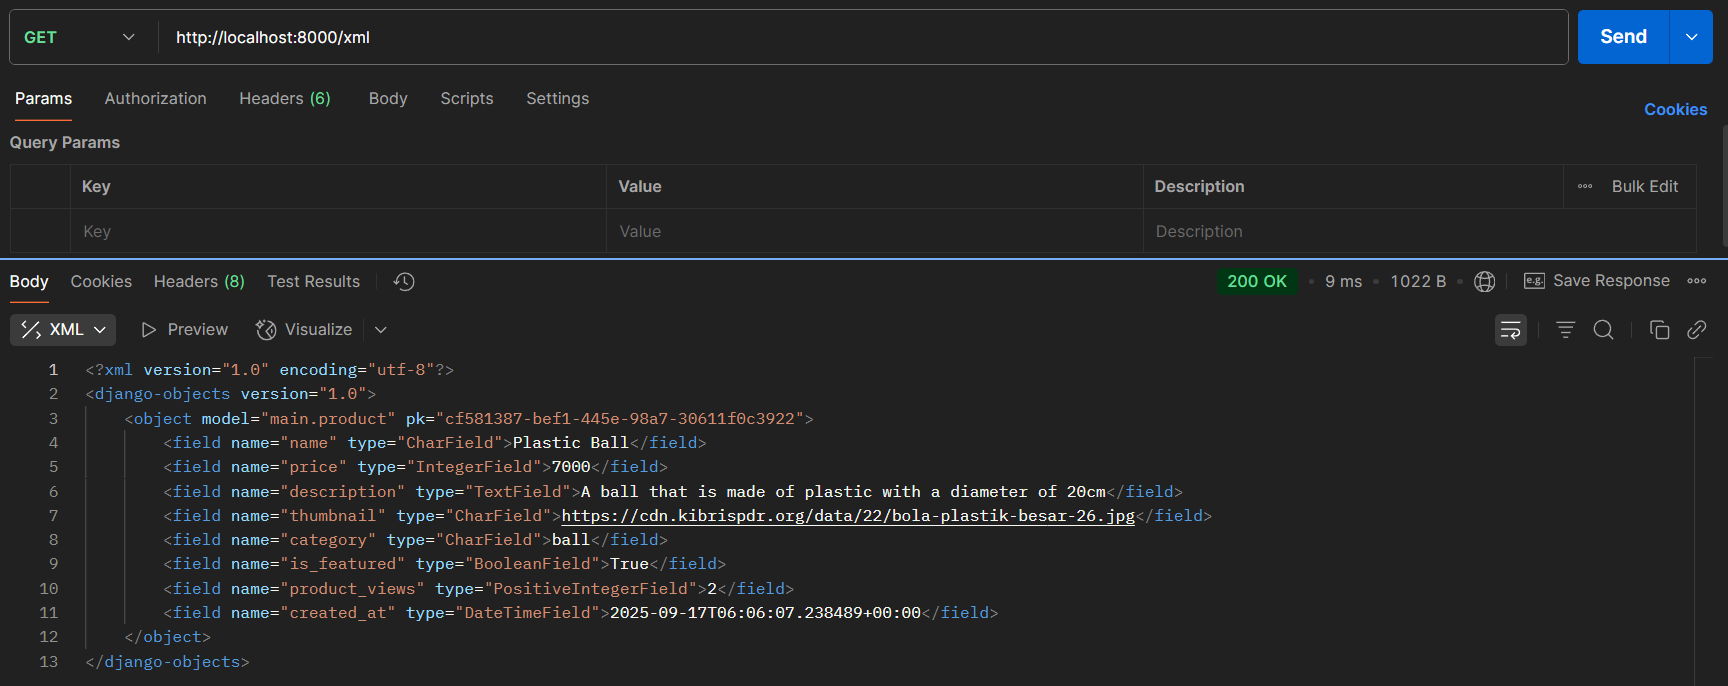 GET http://localhost:8000/xml Send
Params Authorization Headers (6) Body Scripts Settings
Cookies
Query Params
Key Value Description Bulk Edit
Key Value Description
Body Cookies Headers (8) Test Results 200 OK 9 ms 1022 B e.g. Save Response
XML Preview Visualize
1 <?xml version="1.0" encoding="utf-8"?>
2 <django-objects version="1.0">
3 <object model="main.product" pk="cf581387-bef1-445e-98a7-30611f0c3922">
4 <field name="name" type="CharField">Plastic Ball</field>
5 <field name="price" type="IntegerField">7000</field>
6 <field name="description" type="TextField">A ball that is made of plastic with a diameter of 20cm</field>
7 <field name="thumbnail" type="CharField">https://cdn.kibrispdr.org/data/22/bola-plastik-besar-26.jpg</field>
8 <field name="category" type="CharField">ball</field>
9 <field name="is_featured" type="BooleanField">True</field>
10 <field name="product_views" type="PositiveIntegerField">2</field>
11 <field name="created_at" type="DateTimeField">2025-09-17T06:06:07.238489+00:00</field>
12 </object>
13 </django-objects>